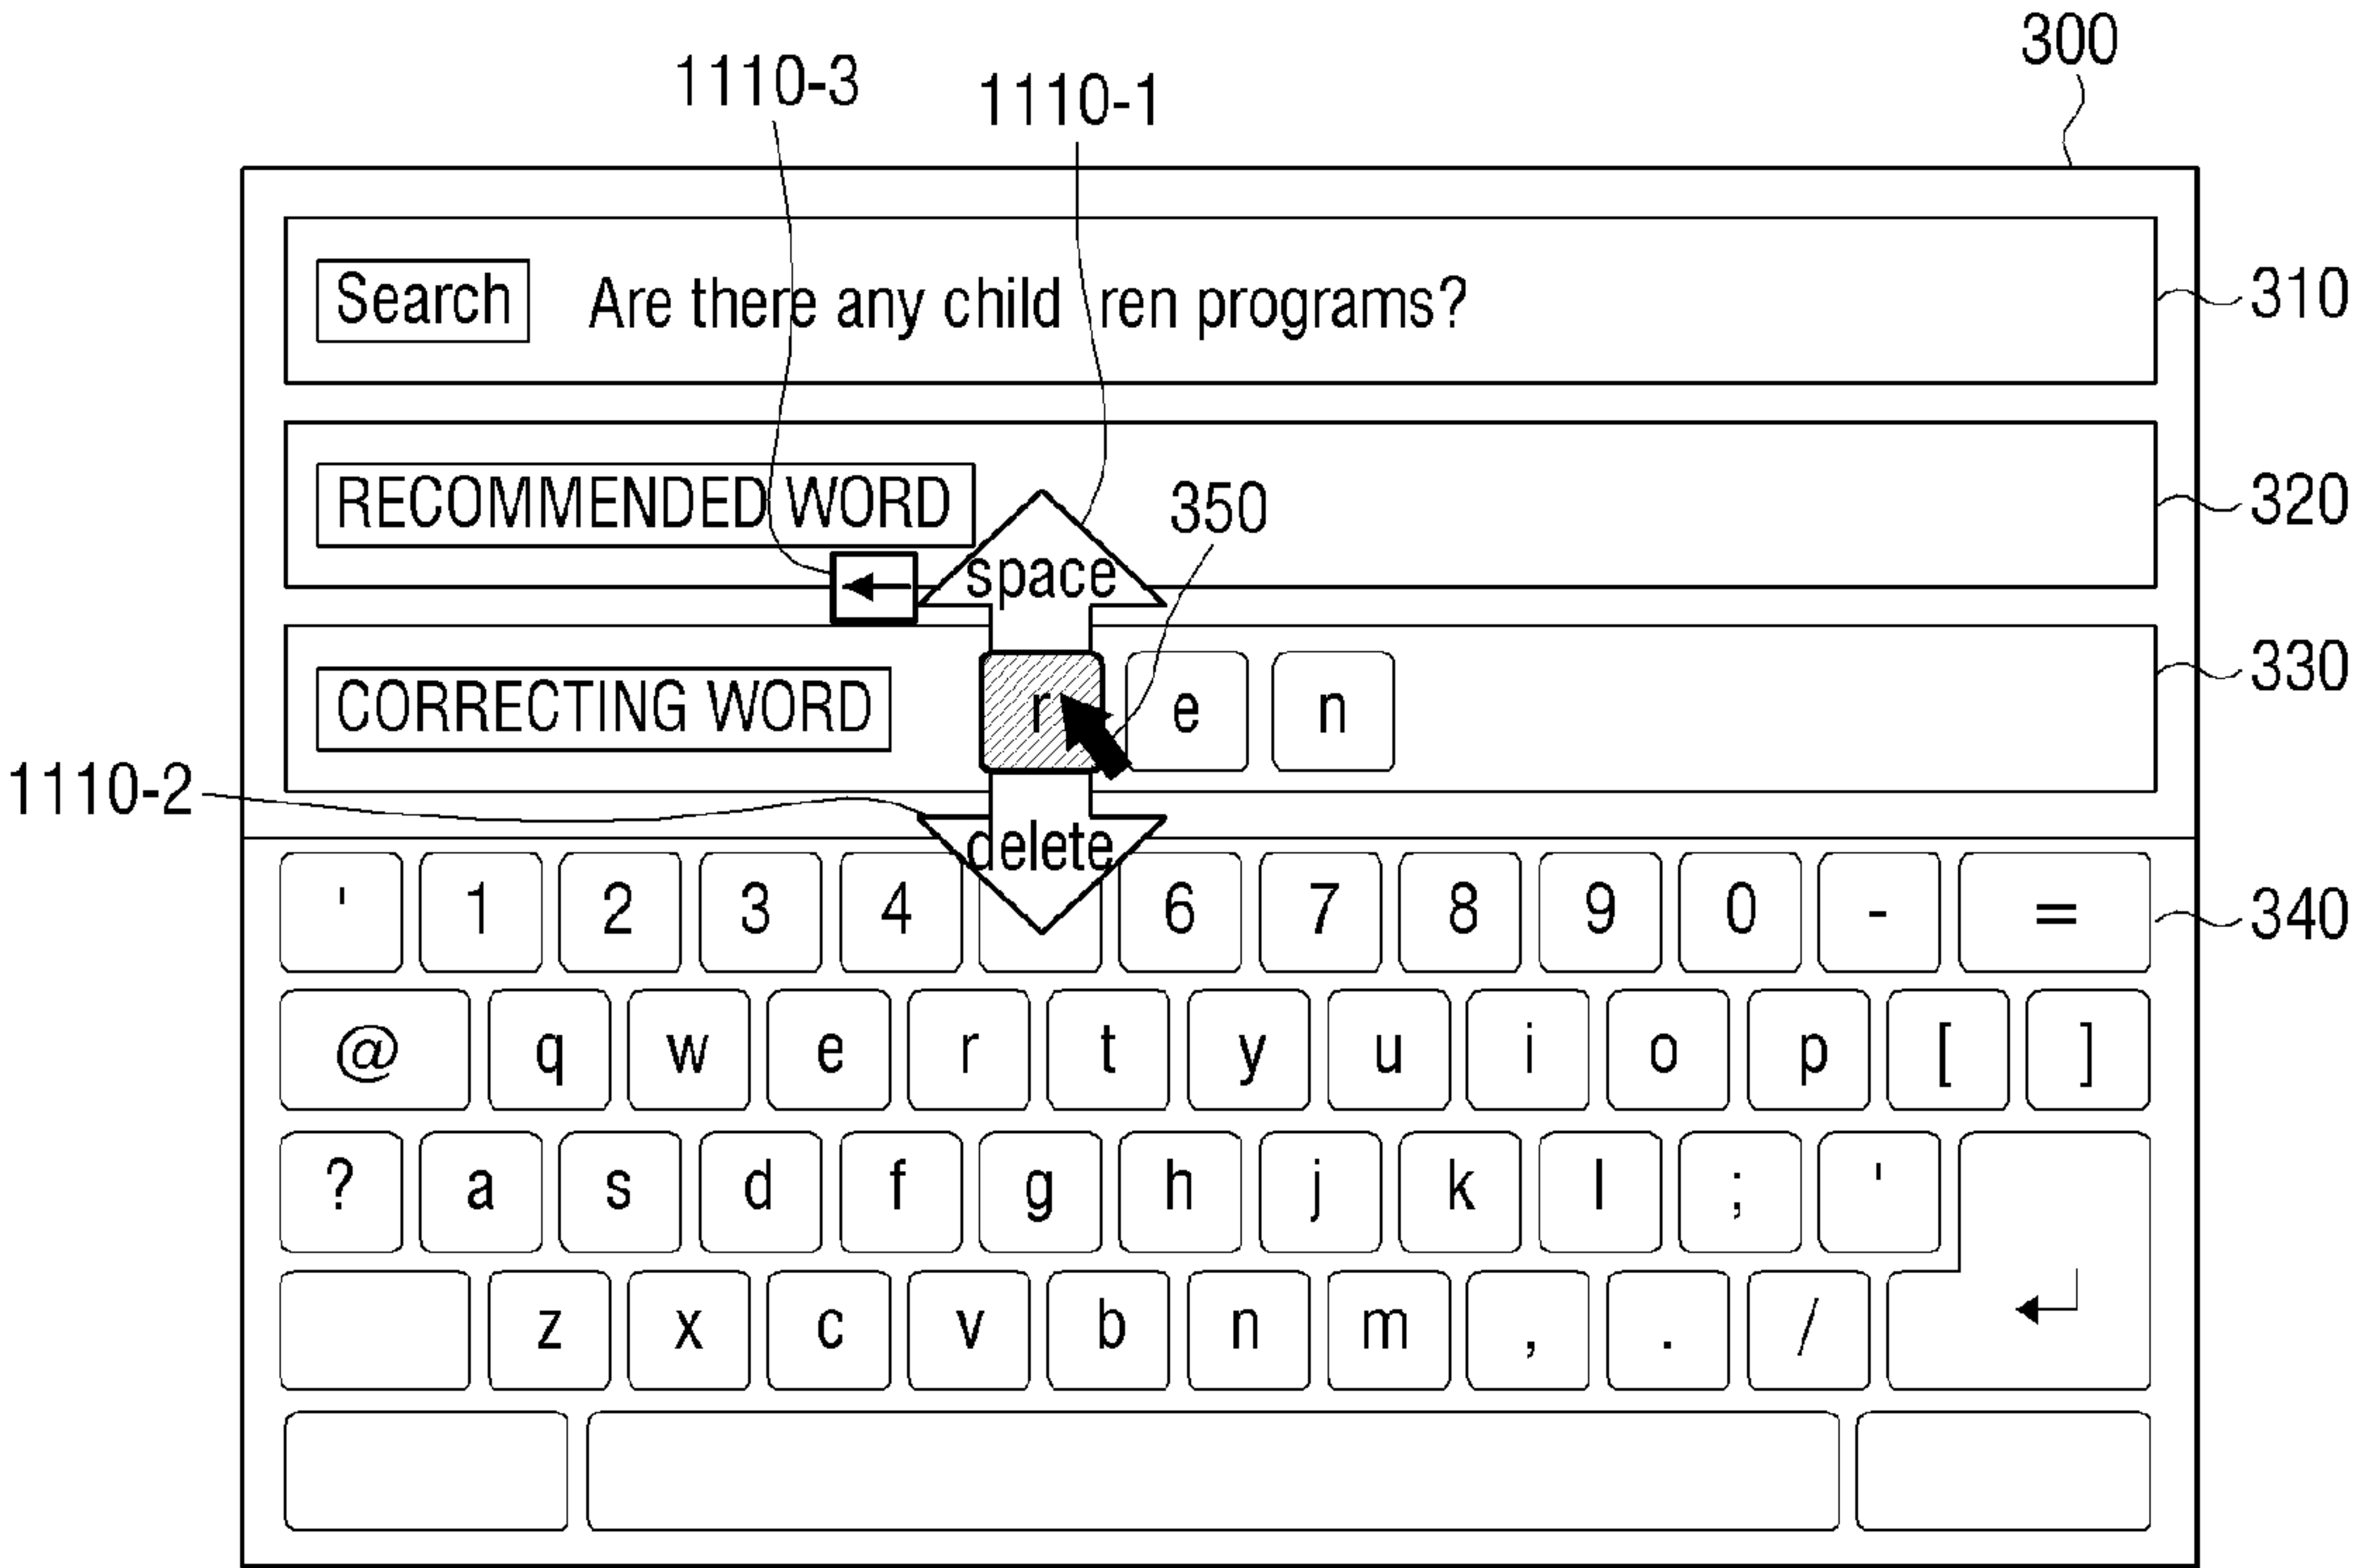 300
1110-3 1110-1
Search Are there any child ren programs? 310
RECOMMENDED WORD 350 320
space
CORRECTING WORD r e n 330
1110-2
delete
' 1 2 3 4 6 7 8 9 0 - = 340
@ q w e r t y u i o p [ ]
? a s d f g h j k l ; '
z x c v b n m , . /